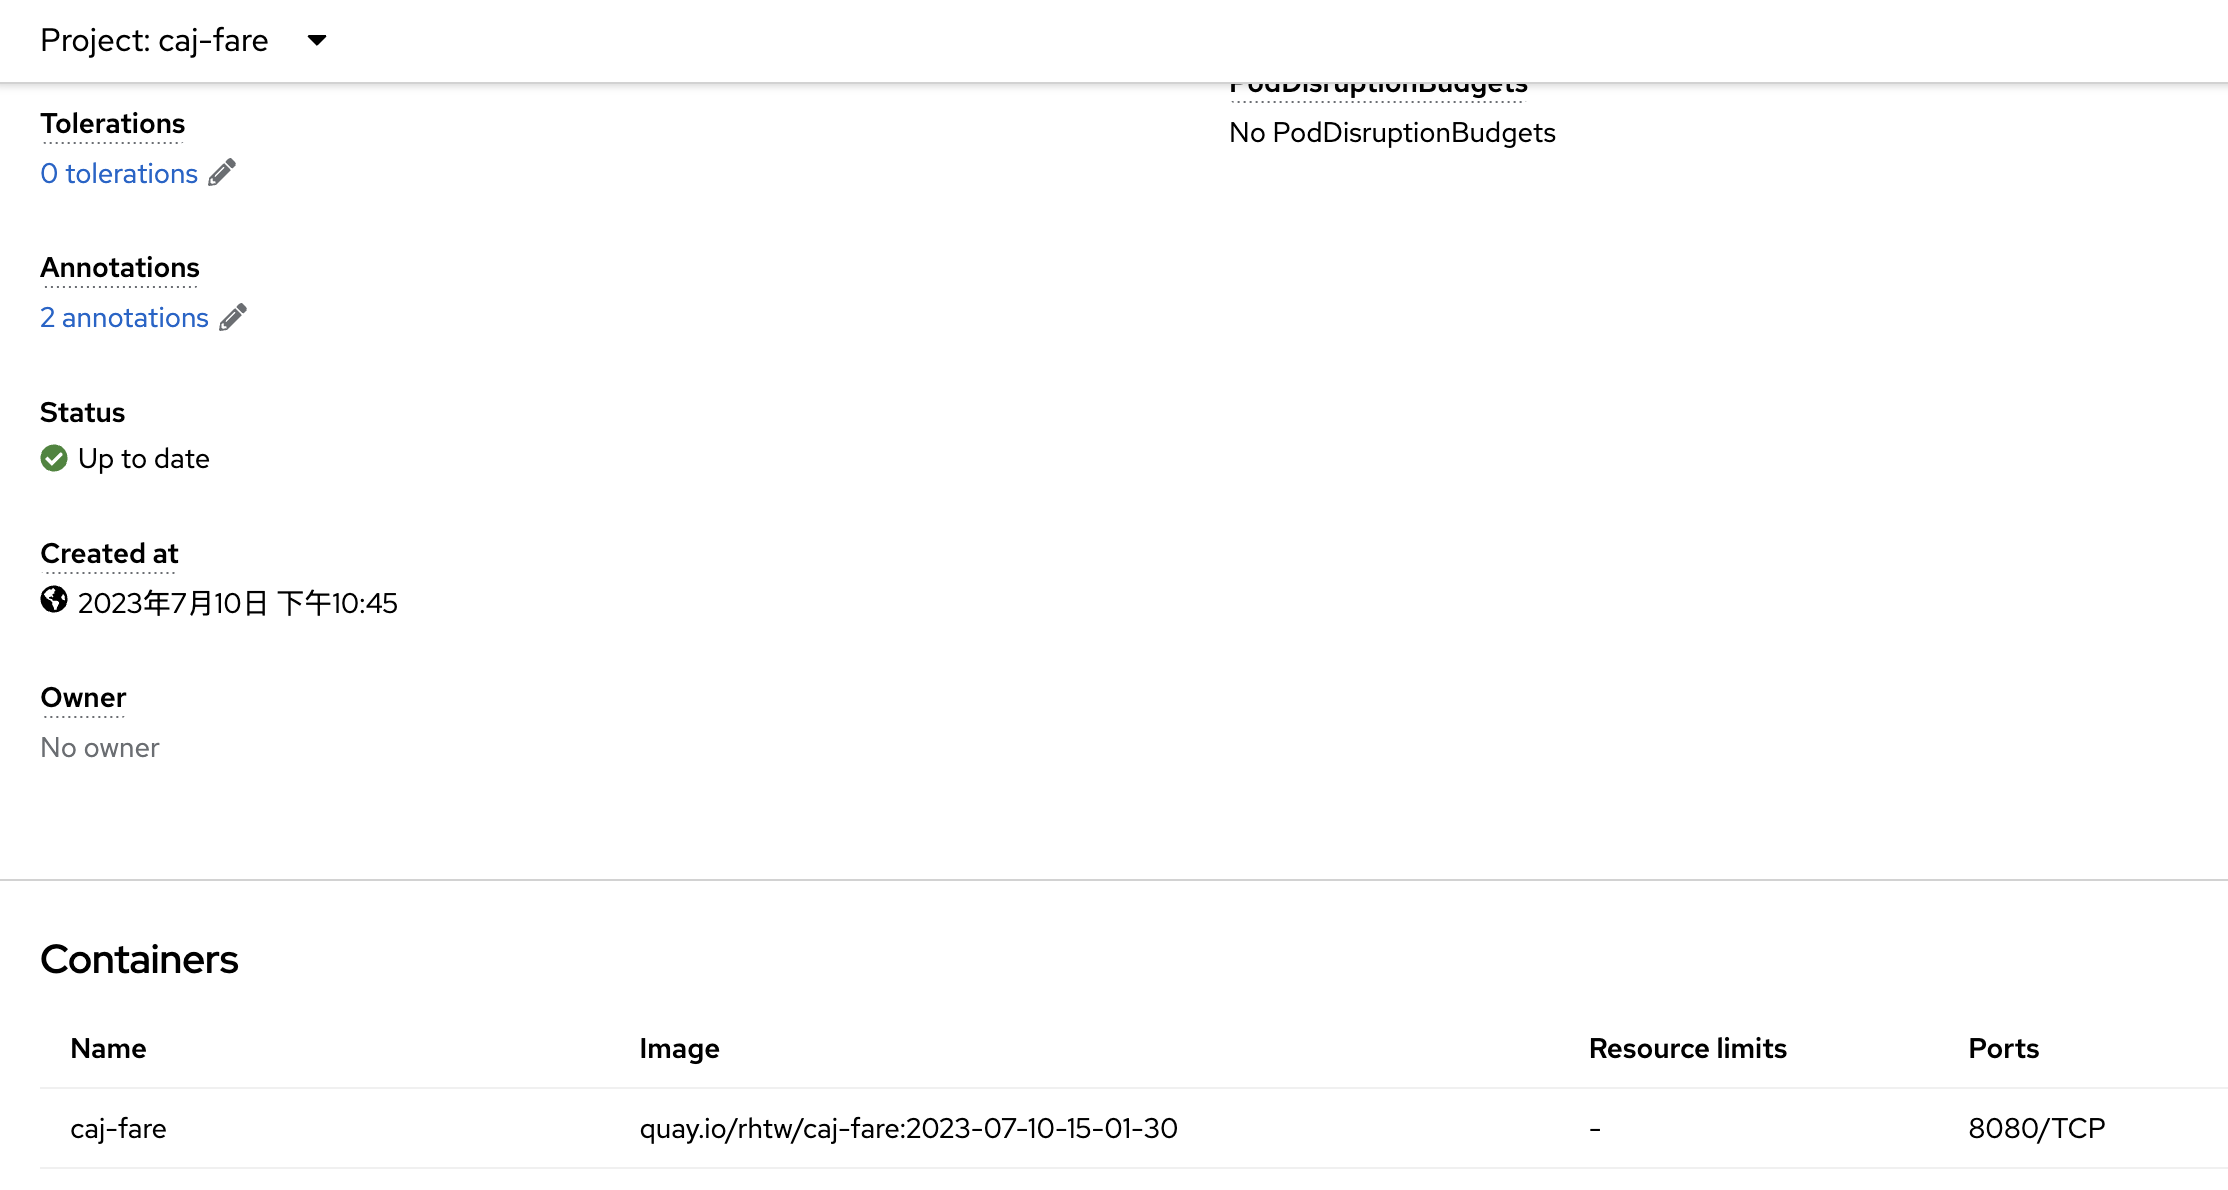 Project: caj-fare
PodDisruptionBudgets
No PodDisruptionBudgets
Tolerations
0 tolerations
Annotations
2 annotations
Status
Up to date
Created at
2023年7月10日 下午10:45
Owner
No owner
Containers
Name Image Resource limits Ports
caj-fare quay.io/rhtw/caj-fare:2023-07-10-15-01-30 - 8080/TCP